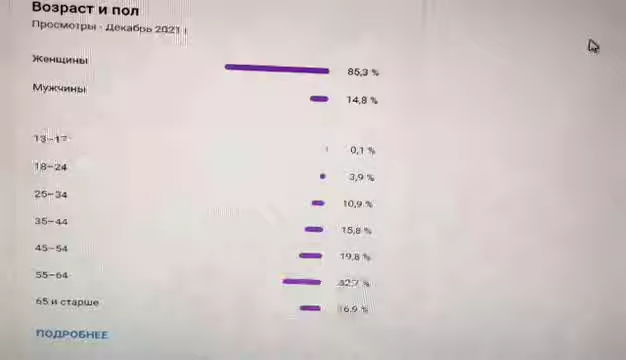 Возраст и пол
Просмотры · Декабрь 2021 г.
Женщины 85,3 %
Мужчины 14,8 %
13–17 0,1 %
18–24 3,9 %
25–34 10,9 %
35–44 15,8 %
45–54 19,8 %
55–64 32,7 %
65 и старше 16,9 %
ПОДРОБНЕЕ